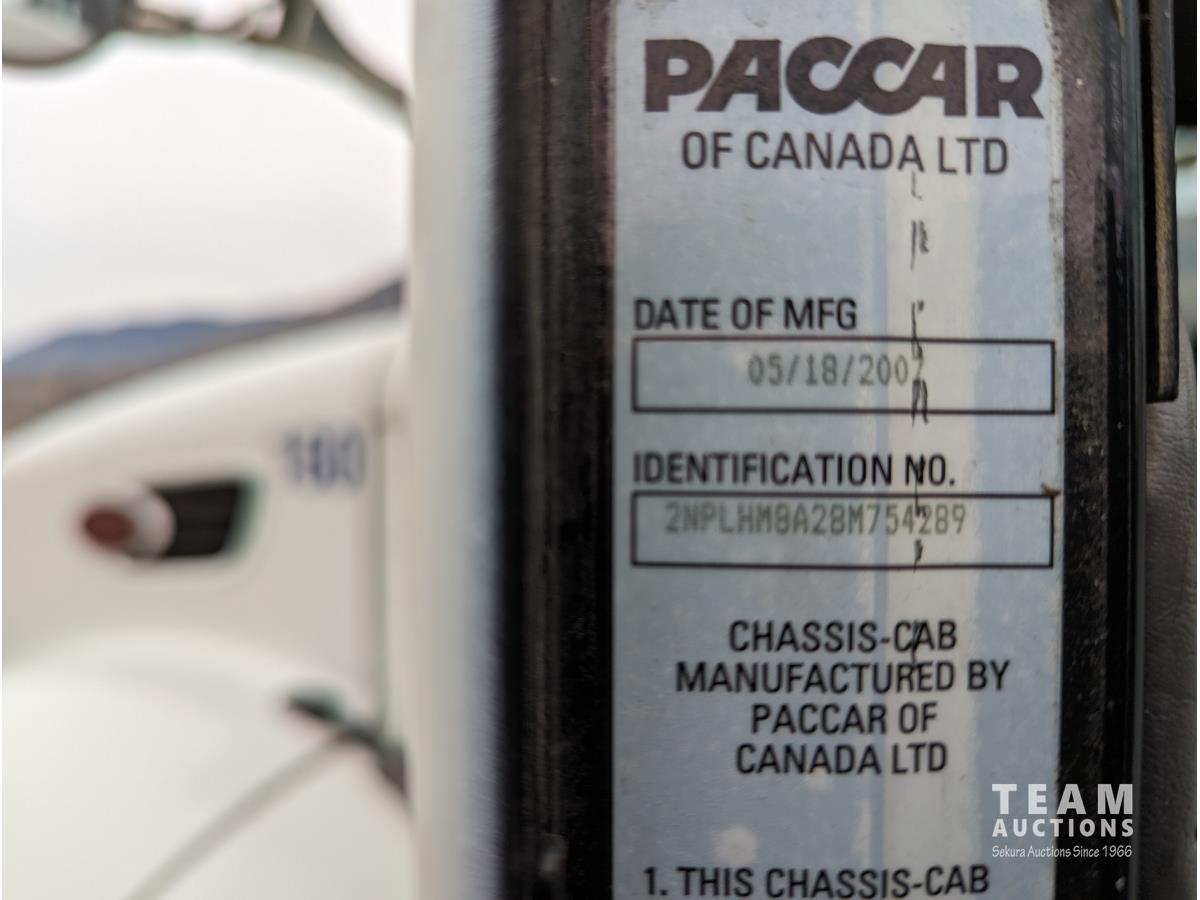 PACCAR
OF CANADA LTD
DATE OF MFG
05/18/2007
IDENTIFICATION NO.
2NPLHM8A28M754289
CHASSIS-CAB
MANUFACTURED BY
PACCAR OF
CANADA LTD
1. THIS CHASSIS-CAB
180
TEAM
AUCTIONS
Sekura Auctions Since 1966